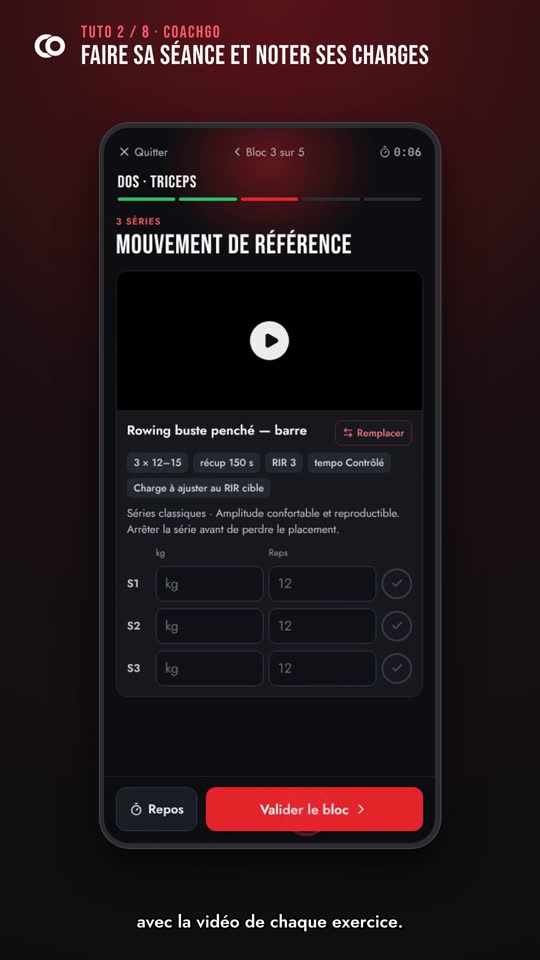 TUTO 2 / 8 · COACHGO
FAIRE SA SÉANCE ET NOTER SES CHARGES
Quitter
Bloc 3 sur 5
0:06
DOS · TRICEPS
3 SÉRIES
MOUVEMENT DE RÉFÉRENCE
Rowing buste penché — barre
Remplacer
3 × 12–15
récup 150 s
RIR 3
tempo Contrôlé
Charge à ajuster au RIR cible
Séries classiques · Amplitude confortable et reproductible.
Arrêter la série avant de perdre le placement.
kg Reps
S1 kg 12
S2 kg 12
S3 kg 12
Repos
Valider le bloc
avec la vidéo de chaque exercice.